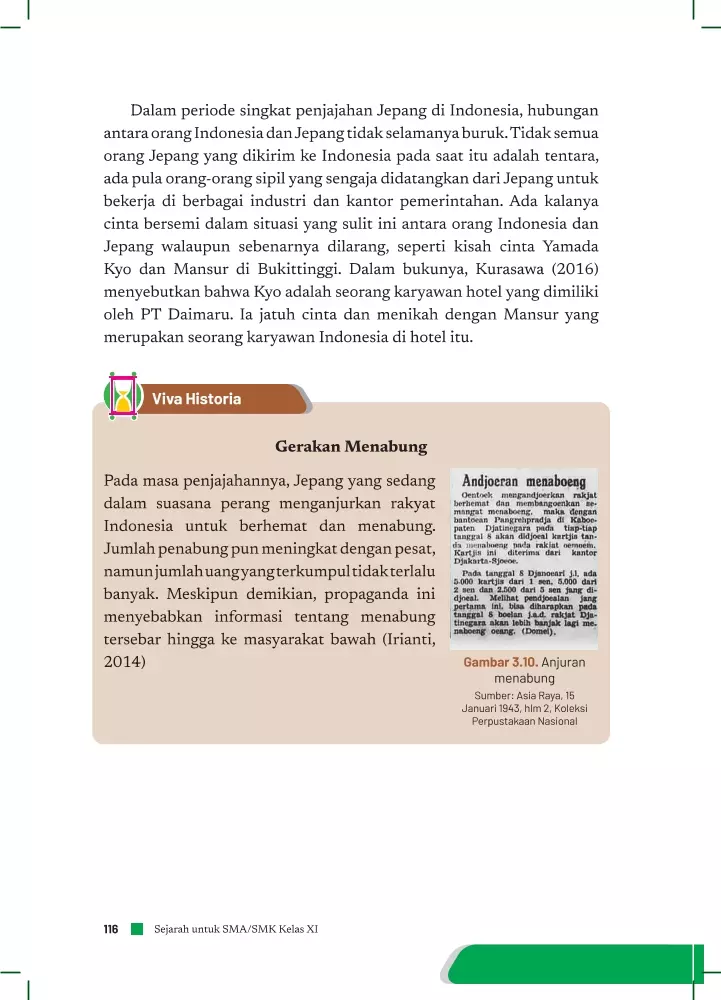 Dalam periode singkat penjajahan Jepang di Indonesia, hubungan
antara orang Indonesia dan Jepang tidak selamanya buruk. Tidak semua
orang Jepang yang dikirim ke Indonesia pada saat itu adalah tentara,
ada pula orang-orang sipil yang sengaja didatangkan dari Jepang untuk
bekerja di berbagai industri dan kantor pemerintahan. Ada kalanya
cinta bersemi dalam situasi yang sulit ini antara orang Indonesia dan
Jepang walaupun sebenarnya dilarang, seperti kisah cinta Yamada
Kyo dan Mansur di Bukittinggi. Dalam bukunya, Kurasawa (2016)
menyebutkan bahwa Kyo adalah seorang karyawan hotel yang dimiliki
oleh PT Daimaru. Ia jatuh cinta dan menikah dengan Mansur yang
merupakan seorang karyawan Indonesia di hotel itu.
Viva Historia
Gerakan Menabung
Pada masa penjajahannya, Jepang yang sedang
dalam suasana perang menganjurkan rakyat
Indonesia untuk berhemat dan menabung.
Jumlah penabung pun meningkat dengan pesat,
namun jumlah uang yang terkumpul tidak terlalu
banyak. Meskipun demikian, propaganda ini
menyebabkan informasi tentang menabung
tersebar hingga ke masyarakat bawah (Irianti,
2014)
Andjoeran menaboeng
Oentoek mengandjoerkan rakjat
berhemat dan membangoenkan se-
mangat menaboeng, maka dengan
bantoean Pangrehpradja di Kaboe-
paten Djatinegara pada tiap-tiap
tanggal 8 akan didjoeal kartjis tan-
da menaboeng pada rakjat oemoem.
Kartjis ini diterima dari kantor
Djakarta-Sjoeoe.
Pada tanggal 8 Djanoeari j.l, ada
5.000 kartjis dari 1 sen, 5.000 dari
2 sen dan 2.500 dari 5 sen jang di-
djoeal. Melihat pendjoealan jang
pertama ini, bisa diharapkan pada
tanggal 8 boelan j.a.d. rakjat Dja-
tinegara akan lebih banjak lagi me-
naboeng oeang. (Domei).
Gambar 3.10. Anjuran
menabung
Sumber: Asia Raya, 15
Januari 1943, hlm 2, Koleksi
Perpustakaan Nasional
116
Sejarah untuk SMA/SMK Kelas XI